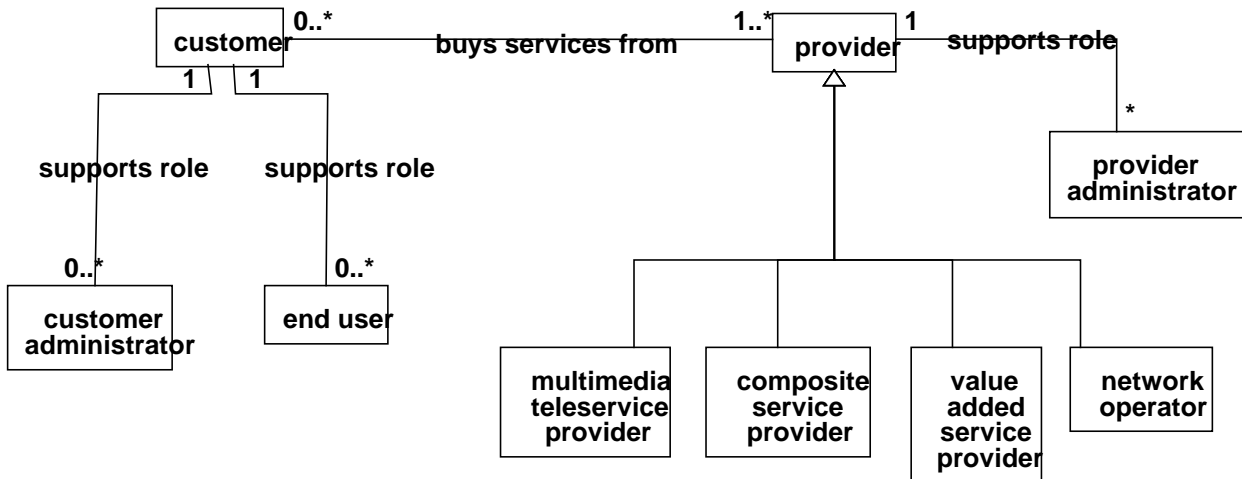 0..*
1..*
1
customer
buys services from
provider
supports role
1
1
*
supports role
supports role
provider
administrator
0..*
0..*
customer
administrator
end user
multimedia
teleservice
provider
composite
service
provider
value
added
service
provider
network
operator